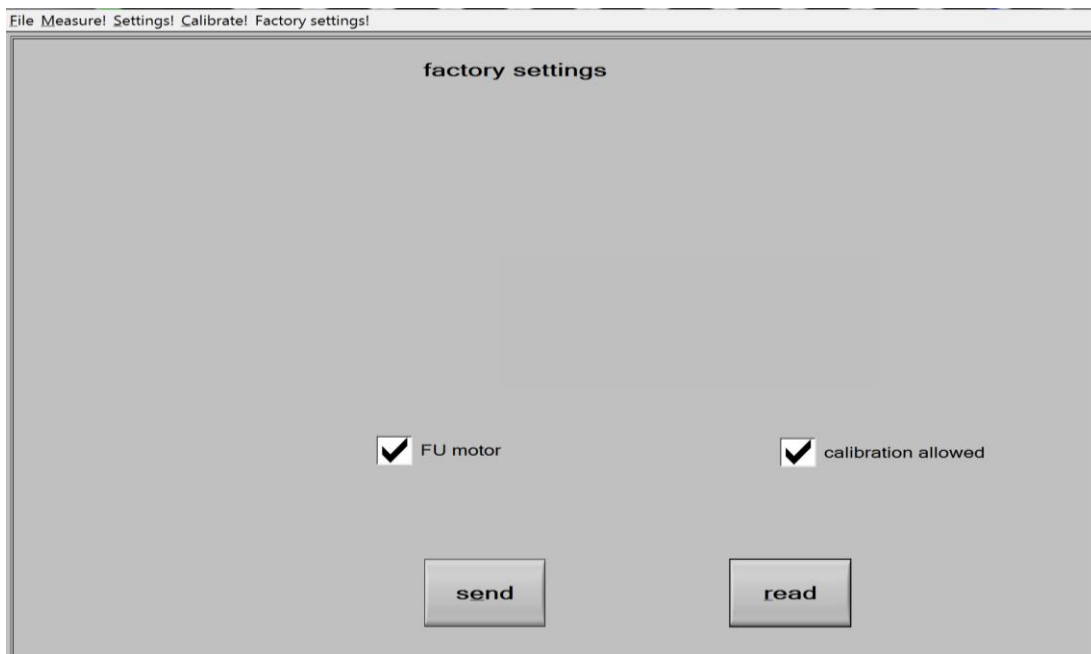 File Measure! Settings! Calibrate! Factory settings!
factory settings
FU motor
calibration allowed
send
read